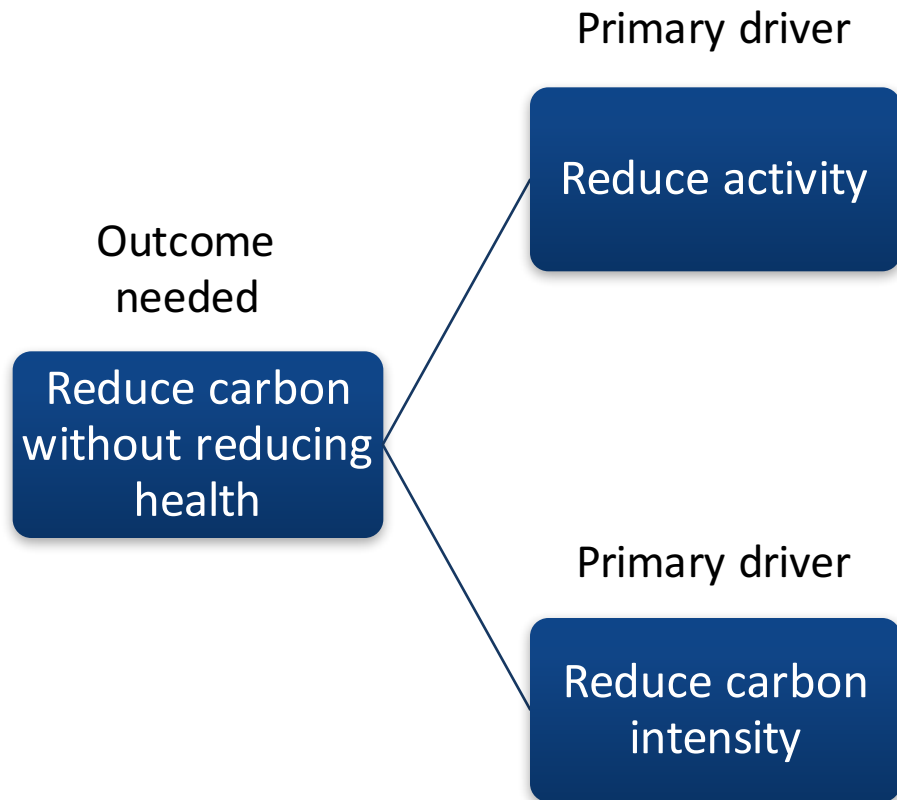 Primary driver
Reduce activity
Outcome
needed
Reduce carbon
without reducing
health
Primary driver
Reduce carbon
intensity